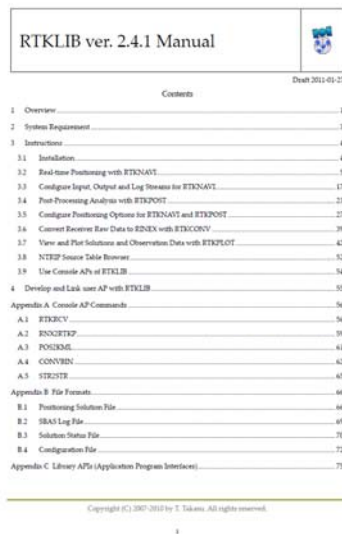 RTKLIB ver. 2.4.1 Manual
Draft 2011-01-27
Contents
1 Overview
2 System Requirement
3 Instructions
3.1 Installation
3.2 Real-time Positioning with RTKNAVI
3.3 Configure Input, Output and Log Streams for RTKNAVI
3.4 Post-Processing Analysis with RTKPOST
3.5 Configure Positioning Options for RTKNAVI and RTKPOST
3.6 Convert Receiver Raw Data to RINEX with RTKCONV
3.7 View and Plot Solutions and Observation Data with RTKPLOT
3.8 NTRIP Source Table Browser
3.9 Use Console APs of RTKLIB
4 Develop and Link user AP with RTKLIB
Appendix A Console AP Commands
A.1 RTKRCV
A.2 RNX2RTKP
A.3 POS2KML
A.4 CONVBIN
A.5 STR2STR
Appendix B File Formats
B.1 Positioning Solution File
B.2 SBAS Log File
B.3 Solution Status File
B.4 Configuration File
Appendix C Library APIs (Application Program Interfaces)
Copyright (C) 2007-2010 by T. Takasu. All rights reserved.